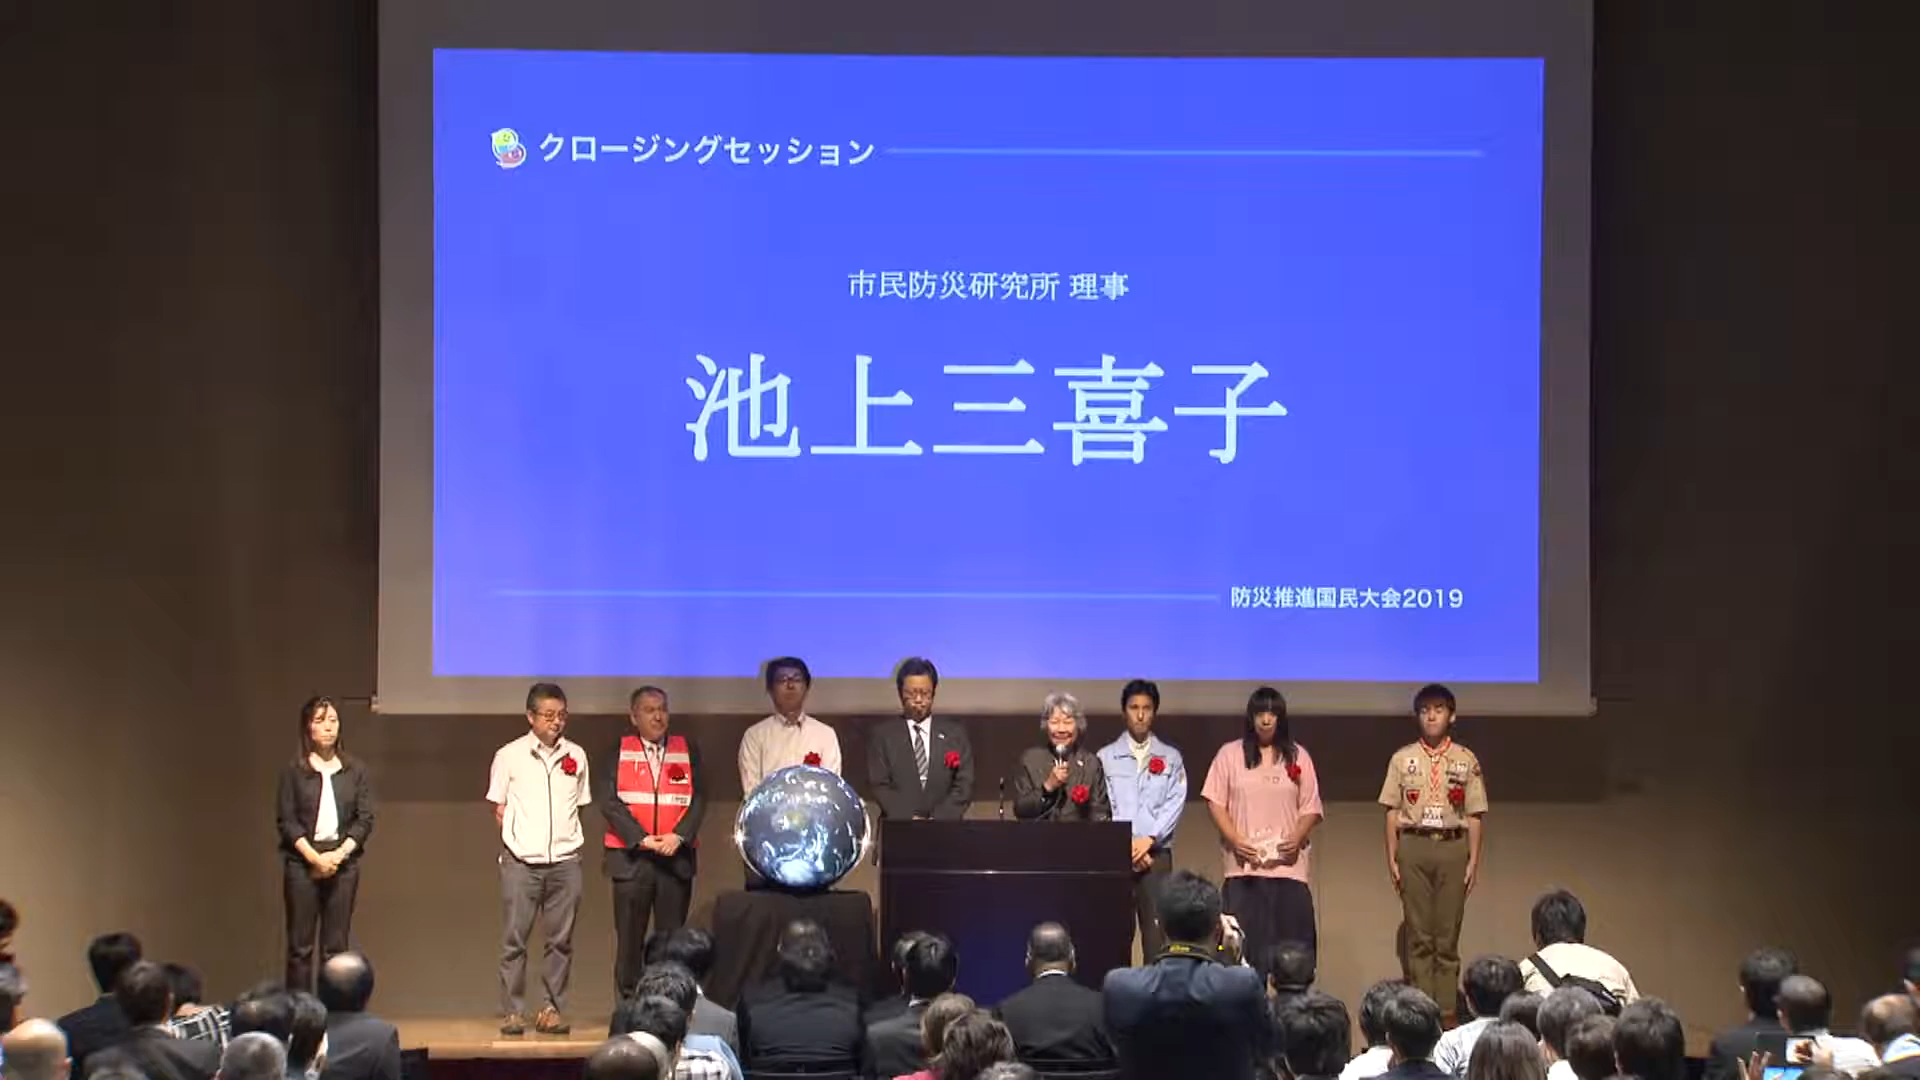 クロージングセッション
市民防災研究所 理事
池上三喜子
防災推進国民大会2019